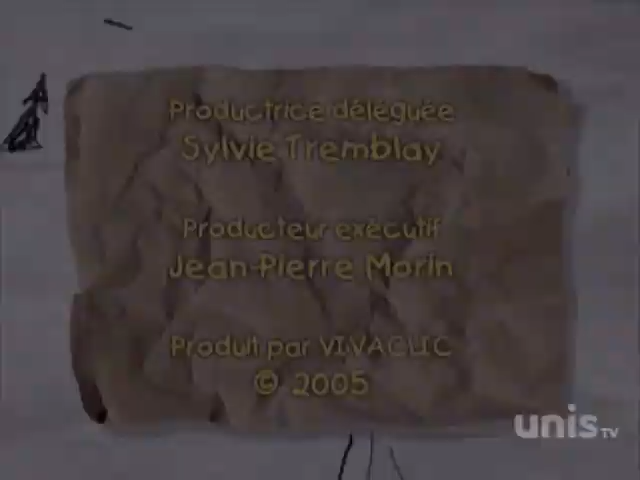 Productrice déléguée
Sylvie Tremblay
Producteur exécutif
Jean-Pierre Morin
Produit par VIVACLIC
© 2005
unis TV